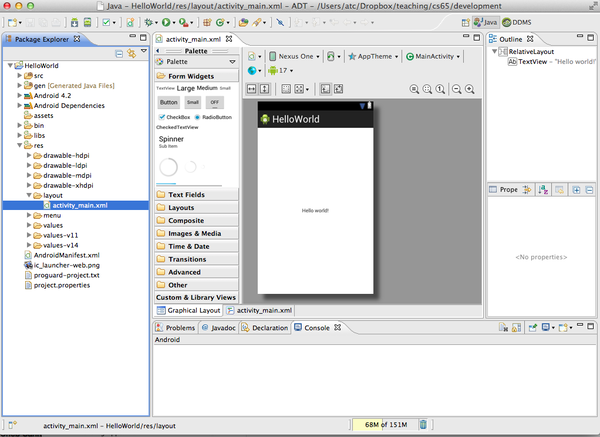 Java – HelloWorld/res/layout/activity_main.xml – ADT – /Users/atc/Dropbox/teaching/cs65/development
Java
DDMS
Package Explorer
HelloWorld
src
gen [Generated Java Files]
Android 4.2
Android Dependencies
assets
bin
libs
res
drawable-hdpi
drawable-ldpi
drawable-mdpi
drawable-xhdpi
layout
activity_main.xml
menu
values
values-v11
values-v14
AndroidManifest.xml
ic_launcher-web.png
proguard-project.txt
project.properties
activity_main.xml
Palette
Palette
Form Widgets
TextView Large Medium Small
Button Small OFF
CheckBox RadioButton
CheckedTextView
Spinner
Sub Item
Text Fields
Layouts
Composite
Images & Media
Time & Date
Transitions
Advanced
Other
Custom & Library Views
Graphical Layout
activity_main.xml
Nexus One
AppTheme
MainActivity
17
HelloWorld
Hello world!
Outline
RelativeLayout
Ab TextView – "Hello world!"
Prope
<No properties>
Problems
@ Javadoc
Declaration
Console
Android
activity_main.xml – HelloWorld/res/layout
68M of 151M